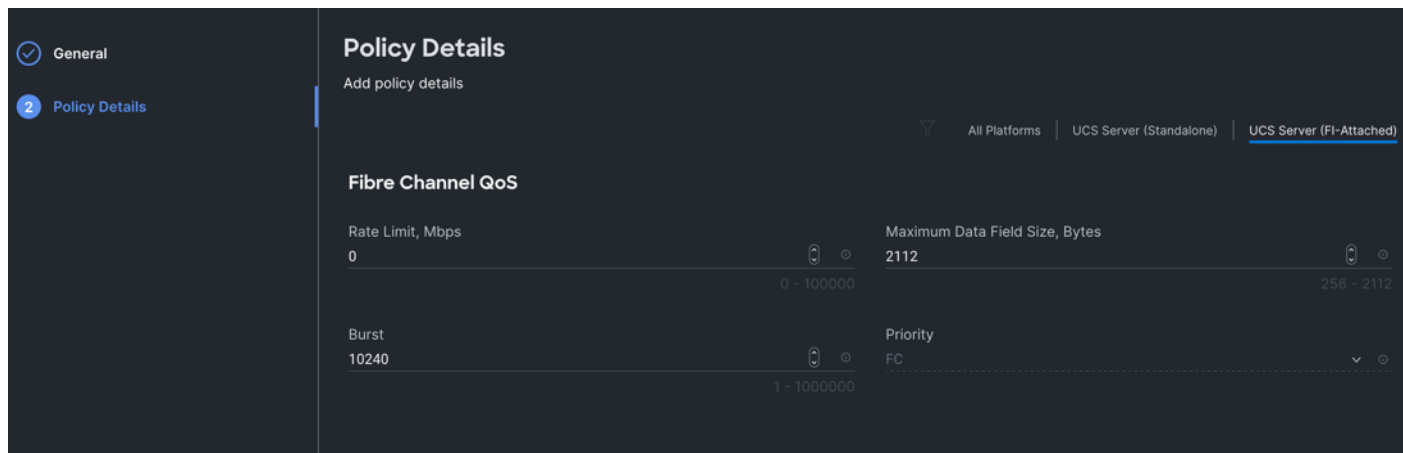 General
2 Policy Details
Policy Details
Add policy details
All Platforms UCS Server (Standalone) UCS Server (FI-Attached)
Fibre Channel QoS
Rate Limit, Mbps Maximum Data Field Size, Bytes
0 2112
0 - 100000 256 - 2112
Burst Priority
10240 FC
1 - 1000000